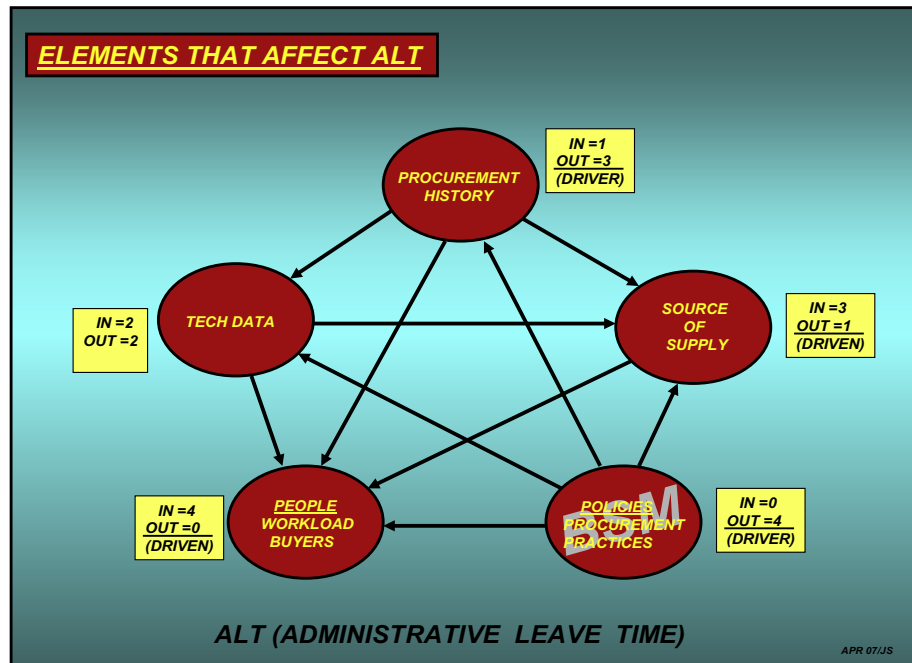 ELEMENTS THAT AFFECT ALT
PROCUREMENT
HISTORY
IN =1
OUT =3
(DRIVER)
TECH DATA
IN =2
OUT =2
SOURCE
OF
SUPPLY
IN =3
OUT =1
(DRIVEN)
PEOPLE
WORKLOAD
BUYERS
IN =4
OUT =0
(DRIVEN)
BSM
POLICIES
PROCUREMENT
PRACTICES
IN =0
OUT =4
(DRIVER)
ALT (ADMINISTRATIVE LEAVE TIME)
APR 07/JS